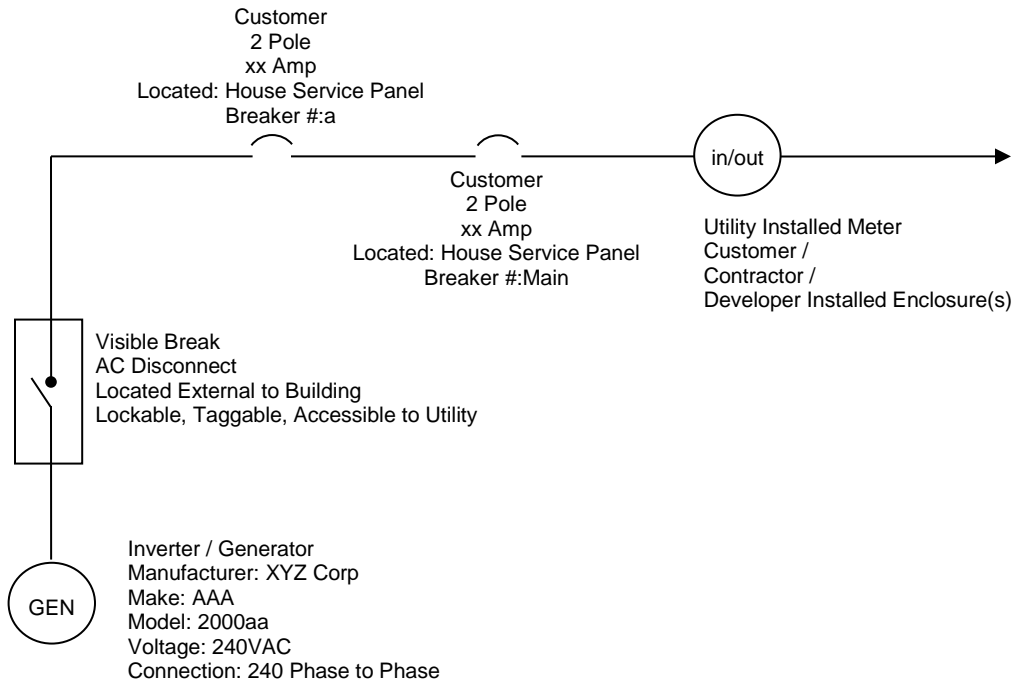 Customer
2 Pole
xx Amp
Located: House Service Panel
Breaker #:a
in/out
Customer
2 Pole
xx Amp
Located: House Service Panel
Breaker #:Main
Utility Installed Meter
Customer /
Contractor /
Developer Installed Enclosure(s)
Visible Break
AC Disconnect
Located External to Building
Lockable, Taggable, Accessible to Utility
GEN
Inverter / Generator
Manufacturer: XYZ Corp
Make: AAA
Model: 2000aa
Voltage: 240VAC
Connection: 240 Phase to Phase